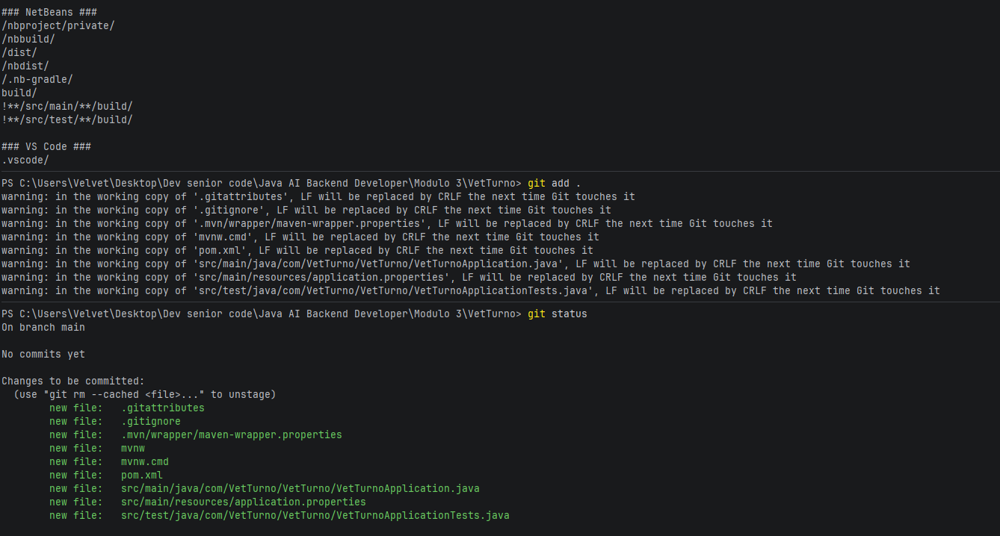 ### NetBeans ###
/nbproject/private/
/nbbuild/
/dist/
/nbdist/
/.nb-gradle/
build/
!**/src/main/**/build/
!**/src/test/**/build/
### VS Code ###
.vscode/
PS C:\Users\Velvet\Desktop\Dev senior code\Java AI Backend Developer\Modulo 3\VetTurno> git add .
warning: in the working copy of '.gitattributes', LF will be replaced by CRLF the next time Git touches it
warning: in the working copy of '.gitignore', LF will be replaced by CRLF the next time Git touches it
warning: in the working copy of '.mvn/wrapper/maven-wrapper.properties', LF will be replaced by CRLF the next time Git touches it
warning: in the working copy of 'mvnw.cmd', LF will be replaced by CRLF the next time Git touches it
warning: in the working copy of 'pom.xml', LF will be replaced by CRLF the next time Git touches it
warning: in the working copy of 'src/main/java/com/VetTurno/VetTurno/VetTurnoApplication.java', LF will be replaced by CRLF the next time Git touches it
warning: in the working copy of 'src/main/resources/application.properties', LF will be replaced by CRLF the next time Git touches it
warning: in the working copy of 'src/test/java/com/VetTurno/VetTurno/VetTurnoApplicationTests.java', LF will be replaced by CRLF the next time Git touches it
PS C:\Users\Velvet\Desktop\Dev senior code\Java AI Backend Developer\Modulo 3\VetTurno> git status
On branch main
No commits yet
Changes to be committed:
  (use "git rm --cached <file>..." to unstage)
        new file:   .gitattributes
        new file:   .gitignore
        new file:   .mvn/wrapper/maven-wrapper.properties
        new file:   mvnw
        new file:   mvnw.cmd
        new file:   pom.xml
        new file:   src/main/java/com/VetTurno/VetTurno/VetTurnoApplication.java
        new file:   src/main/resources/application.properties
        new file:   src/test/java/com/VetTurno/VetTurno/VetTurnoApplicationTests.java